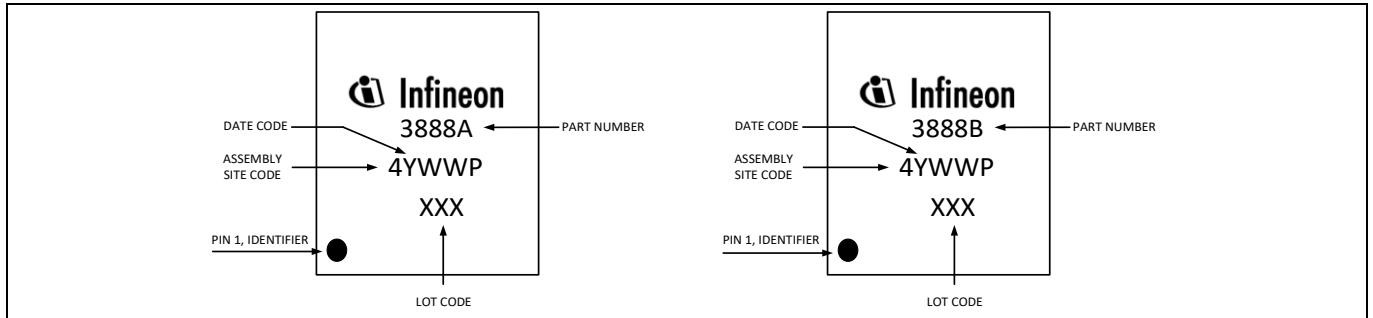 Infineon
3888A
PART NUMBER
DATE CODE
4YWWP
ASSEMBLY
SITE CODE
XXX
PIN 1, IDENTIFIER
LOT CODE
Infineon
3888B
PART NUMBER
DATE CODE
4YWWP
ASSEMBLY
SITE CODE
XXX
PIN 1, IDENTIFIER
LOT CODE